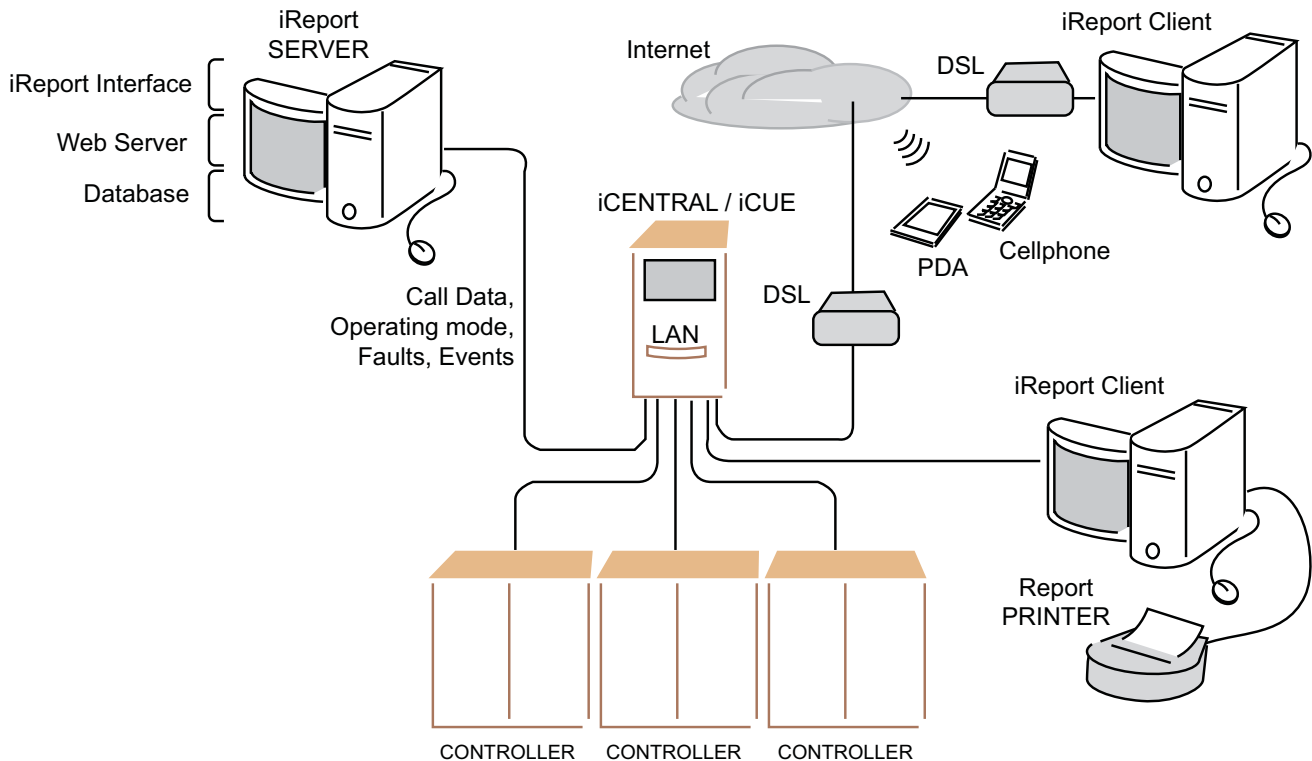 iReport
SERVER
iReport Interface
Web Server
Database
Call Data,
Operating mode,
Faults, Events
iCENTRAL / iCUE
LAN
Internet
DSL
iReport Client
PDA
Cellphone
DSL
iReport Client
Report
PRINTER
CONTROLLER
CONTROLLER
CONTROLLER